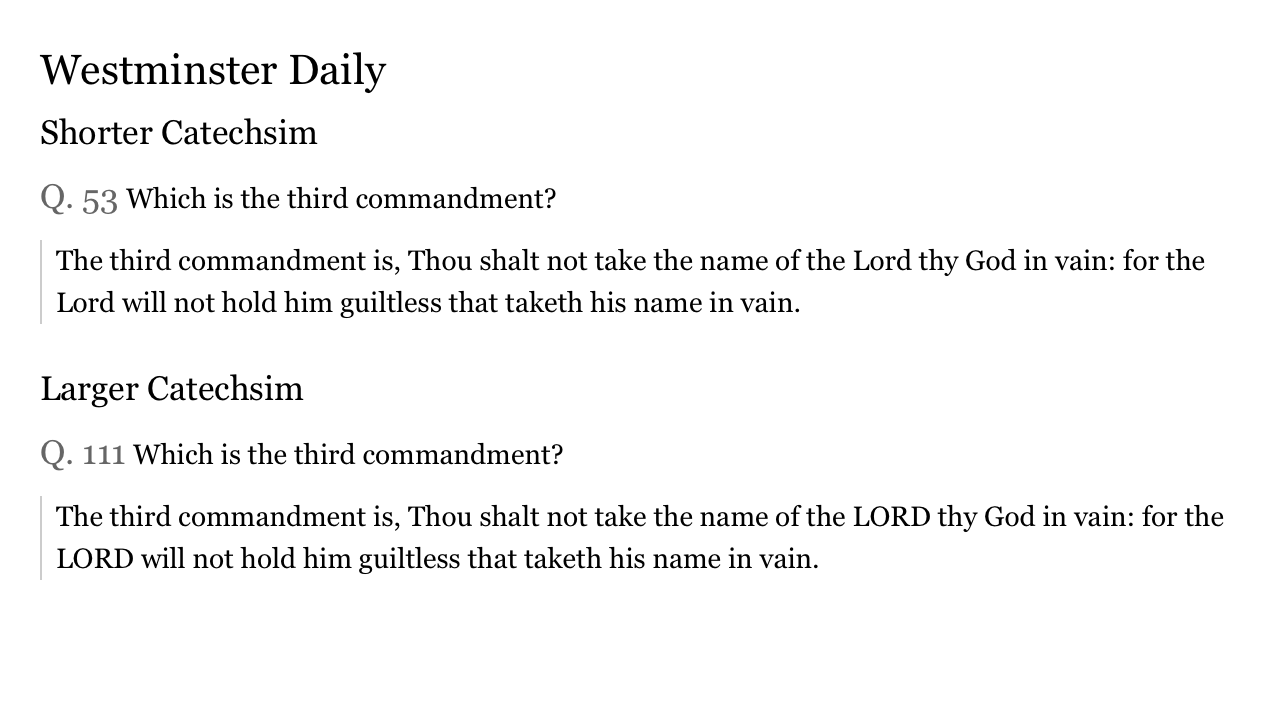 Westminster Daily
Shorter Catechsim
Q. 53 Which is the third commandment?
The third commandment is, Thou shalt not take the name of the Lord thy God in vain: for the
Lord will not hold him guiltless that taketh his name in vain.
Larger Catechsim
Q. 111 Which is the third commandment?
The third commandment is, Thou shalt not take the name of the LORD thy God in vain: for the
LORD will not hold him guiltless that taketh his name in vain.